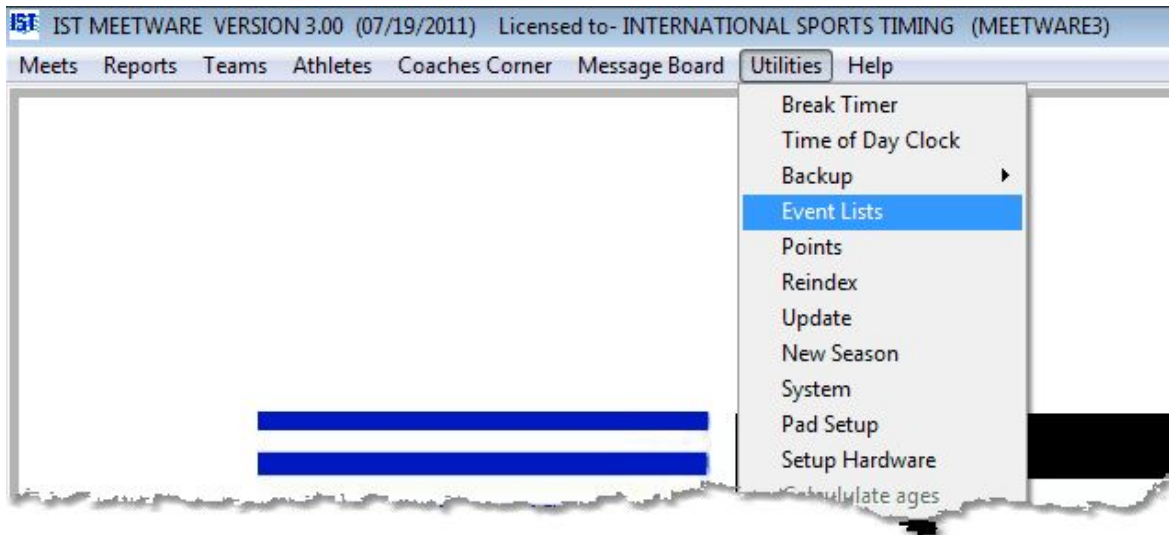 IST IST MEETWARE VERSION 3.00 (07/19/2011) Licensed to- INTERNATIONAL SPORTS TIMING (MEETWARE3)
Meets Reports Teams Athletes Coaches Corner Message Board Utilities Help
Break Timer
Time of Day Clock
Backup
Event Lists
Points
Reindex
Update
New Season
System
Pad Setup
Setup Hardware
ages